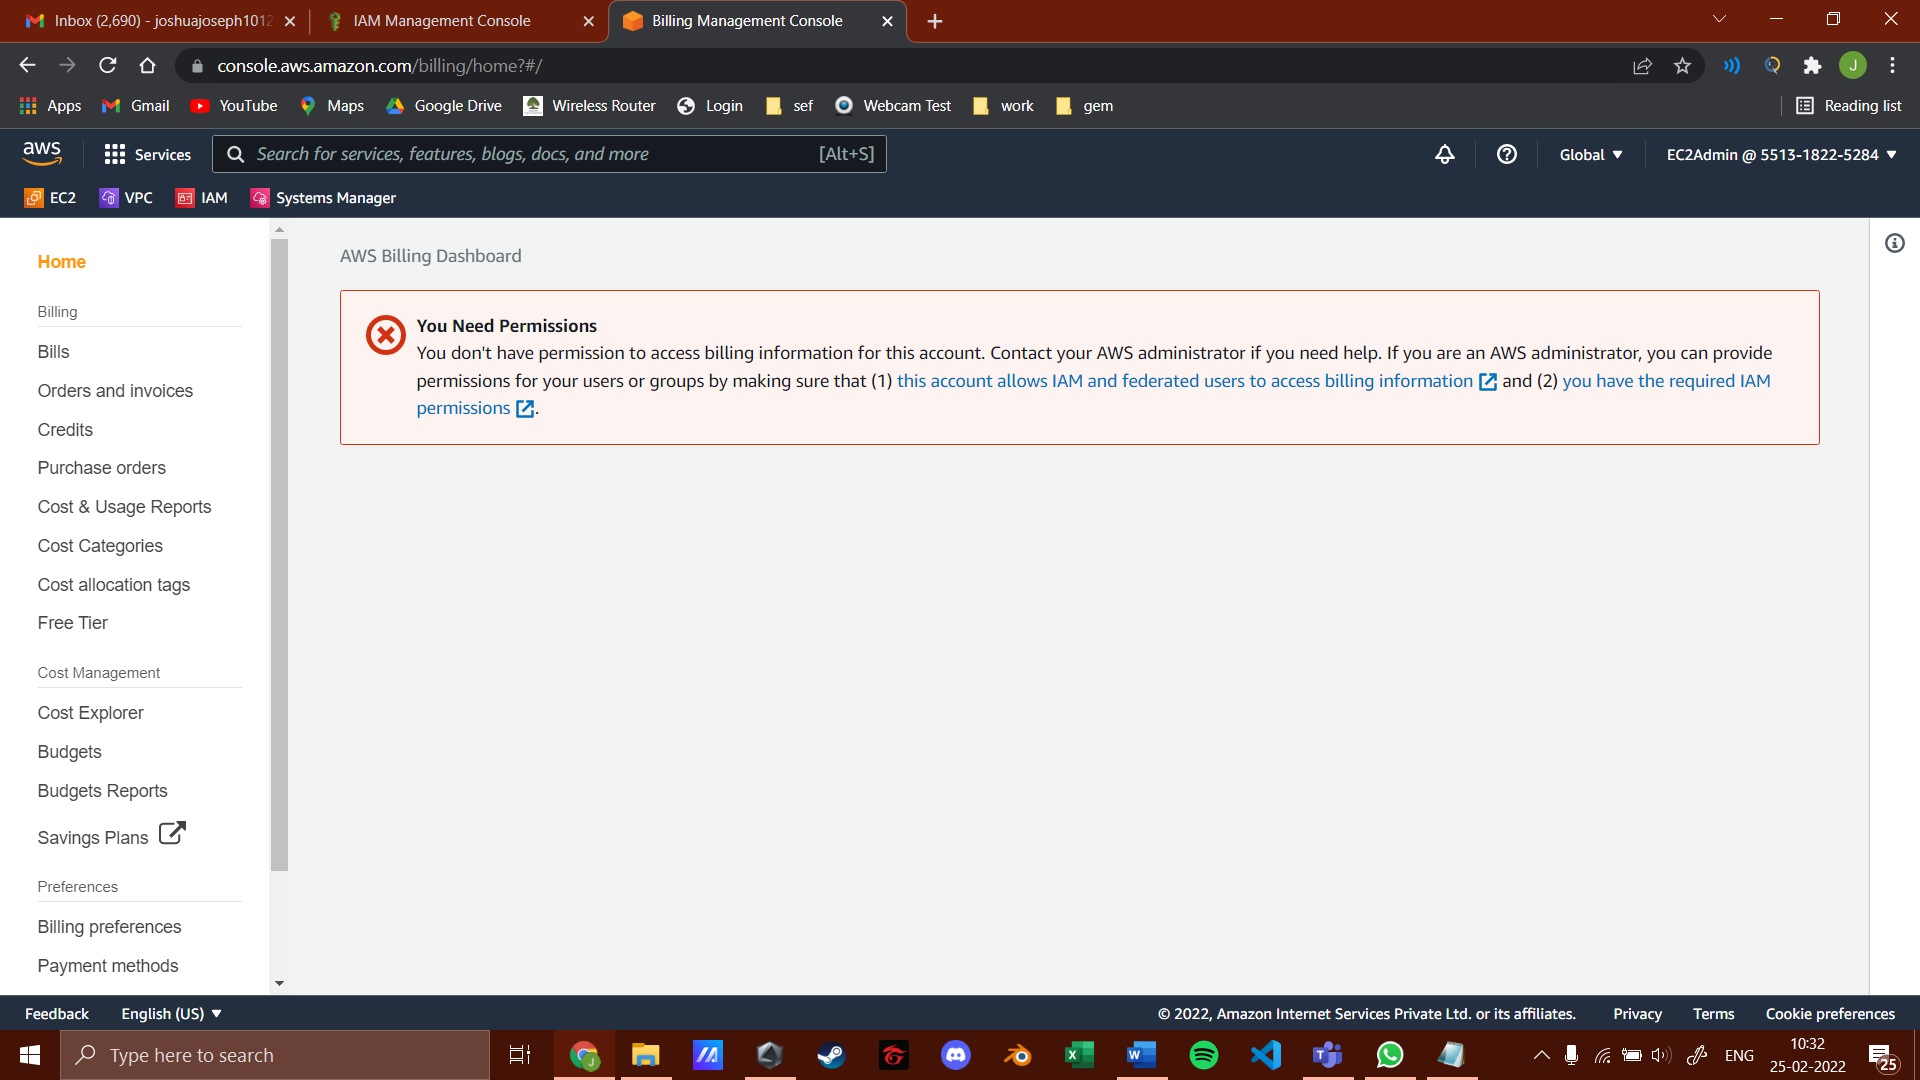 Inbox (2,690) - joshuajoseph1012
IAM Management Console
Billing Management Console
console.aws.amazon.com/billing/home?#/
J
Apps
Gmail
YouTube
Maps
Google Drive
Wireless Router
Login
sef
Webcam Test
work
gem
Reading list
aws
Services
Search for services, features, blogs, docs, and more
[Alt+S]
Global
EC2Admin @ 5513-1822-5284
EC2
VPC
IAM
Systems Manager
Home
Billing
Bills
Orders and invoices
Credits
Purchase orders
Cost & Usage Reports
Cost Categories
Cost allocation tags
Free Tier
Cost Management
Cost Explorer
Budgets
Budgets Reports
Savings Plans
Preferences
Billing preferences
Payment methods
AWS Billing Dashboard
You Need Permissions
You don't have permission to access billing information for this account. Contact your AWS administrator if you need help. If you are an AWS administrator, you can provide
permissions for your users or groups by making sure that (1) this account allows IAM and federated users to access billing information and (2) you have the required IAM
permissions .
Feedback
English (US)
© 2022, Amazon Internet Services Private Ltd. or its affiliates.
Privacy
Terms
Cookie preferences
Type here to search
ENG
10:32
25-02-2022
25